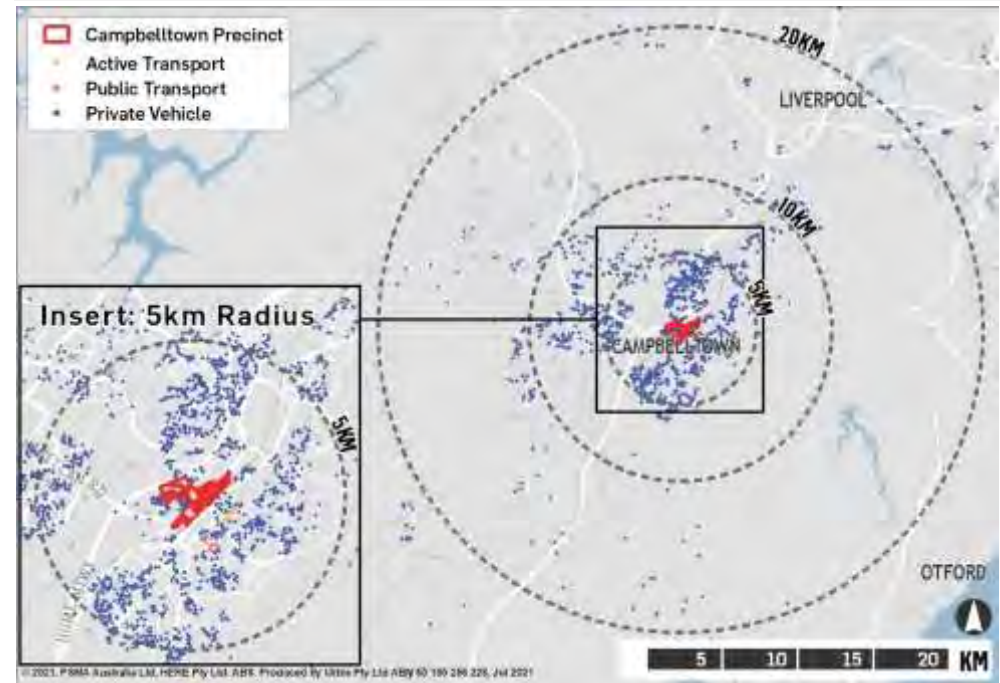 Campbelltown Precinct
Active Transport
Public Transport
Private Vehicle
20KM
LIVERPOOL
10KM
5KM
CAMPBELLTOWN
Insert: 5km Radius
5KM
OTFORD
5 10 15 20 KM
© 2021, PSMA Australia Ltd, HERE Pty Ltd. ABS. Produced by Urbis Pty Ltd ABN 50 105 256 228, Jul 2021